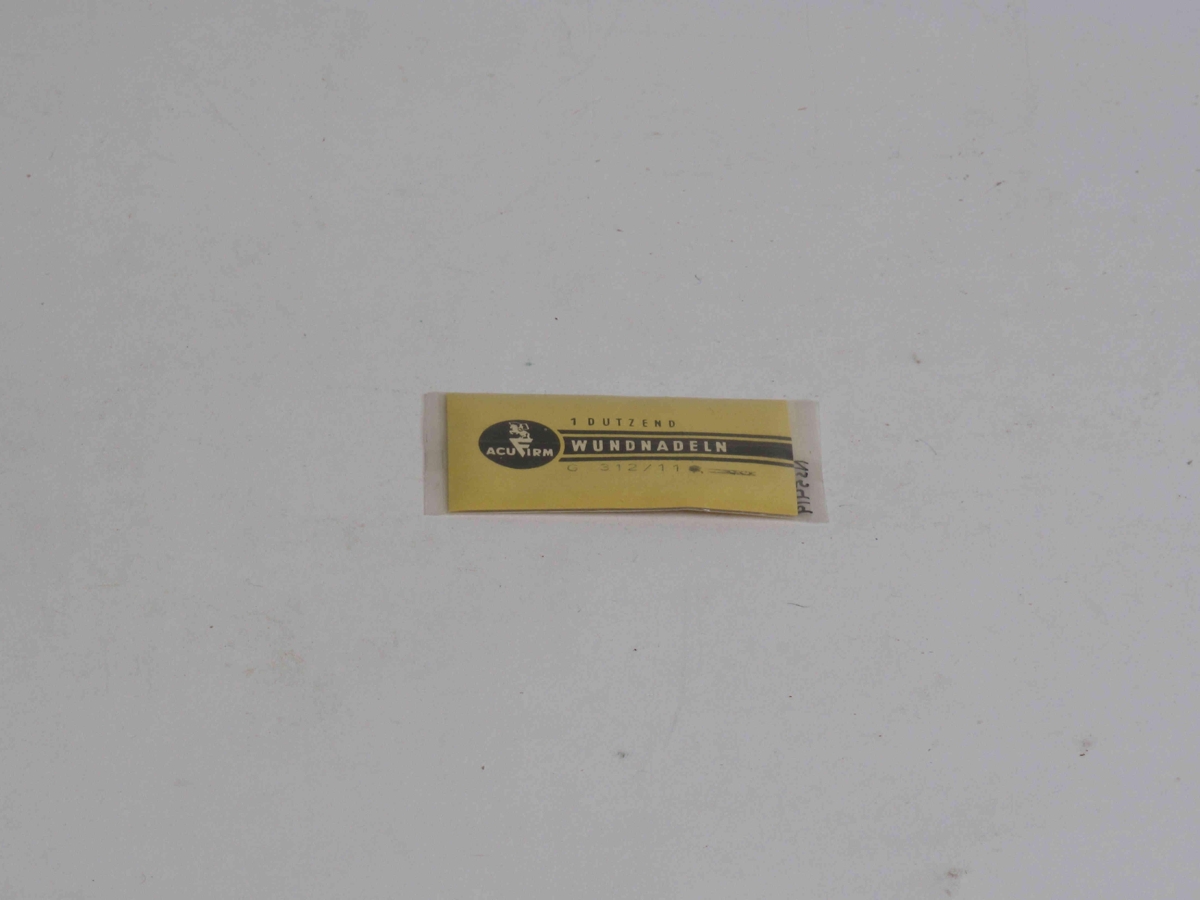 1 DUTZEND
ACUFIRM
WUNDNADELN
G 312/11